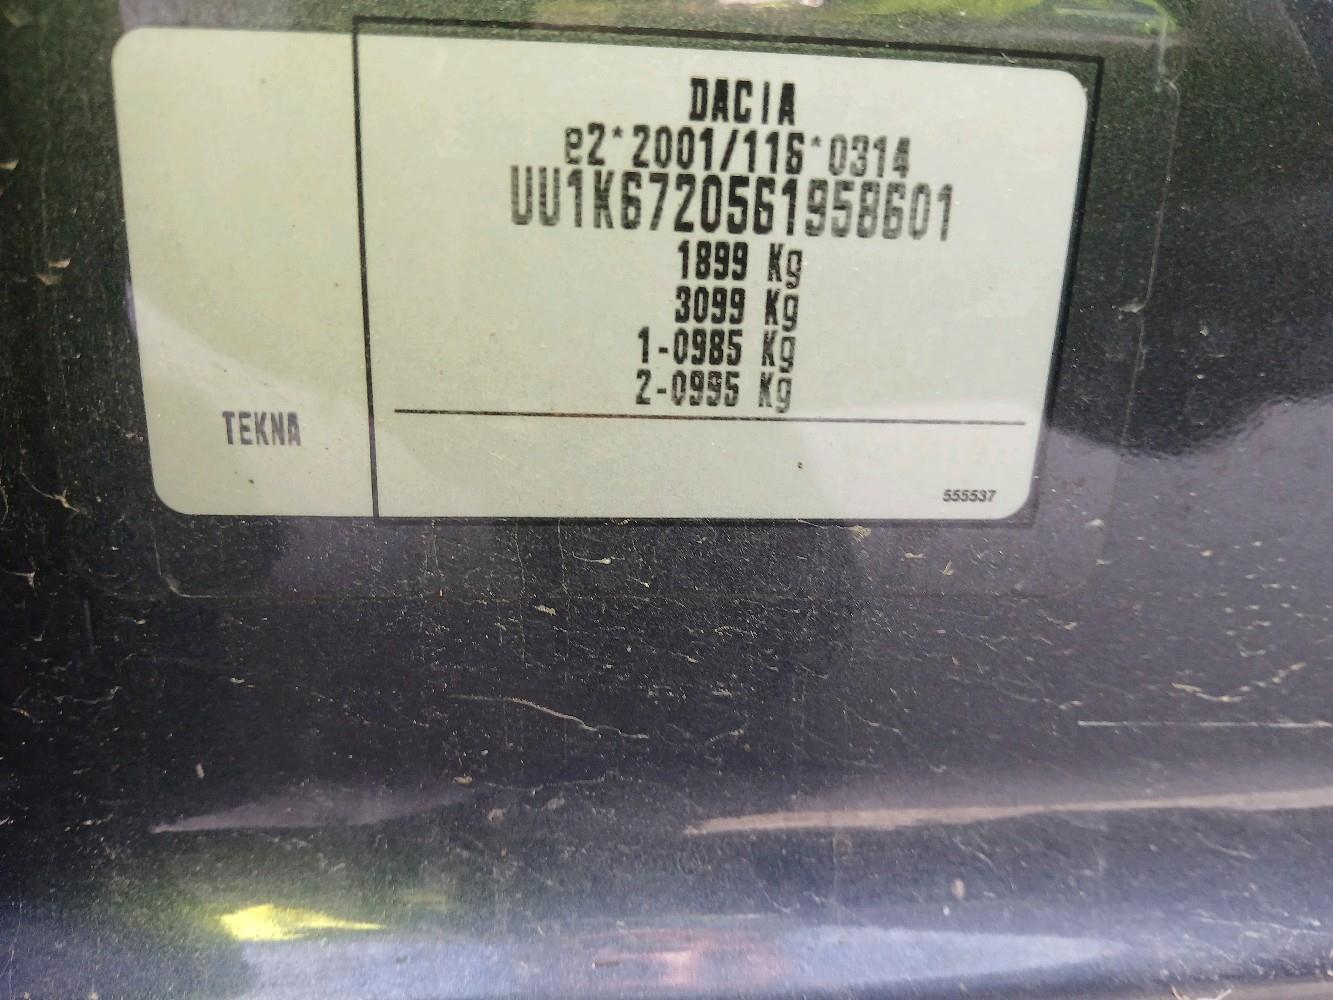 DACIA
e2*2001/116*0314
UU1K6720561958601
1899 Kg
3099 Kg
1-0985 Kg
2-0995 Kg
TEKNA
555537